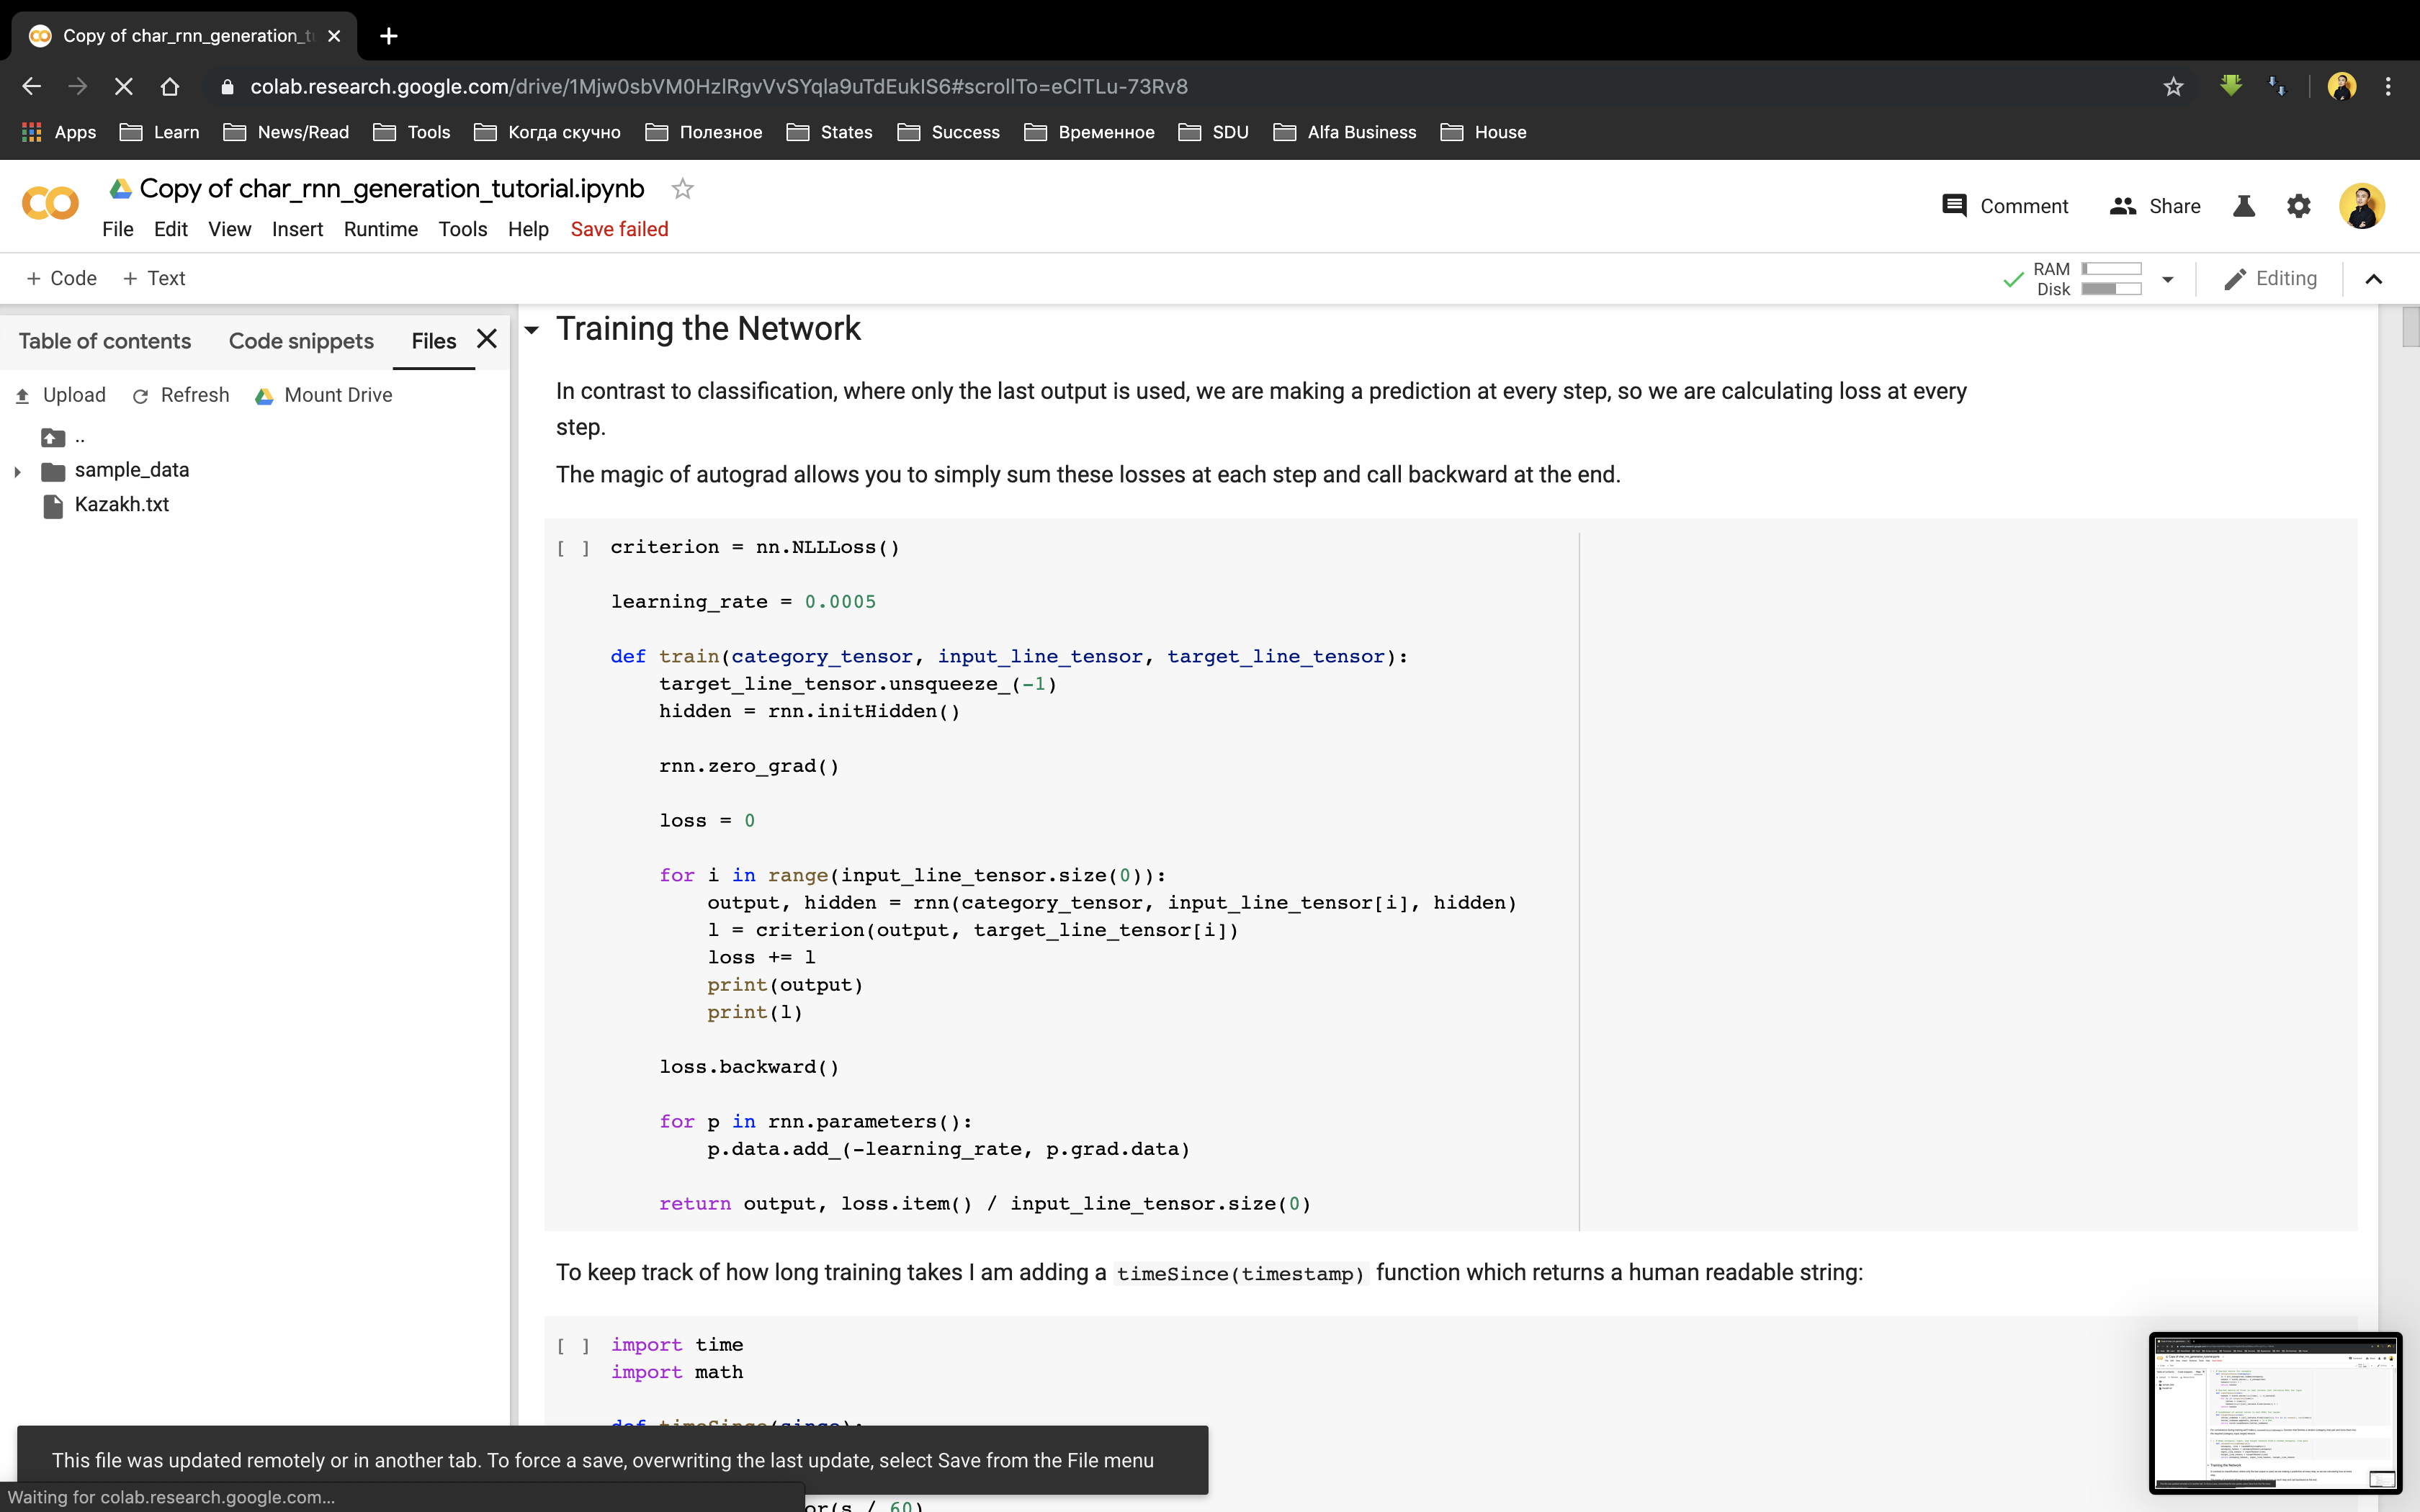 Copy of char_rnn_generation_t
colab.research.google.com/drive/1Mjw0sbVM0HzlRgvVvSYqla9uTdEukIS6#scrollTo=eClTLu-73Rv8
Apps Learn News/Read Tools Когда скучно Полезное States Success Временное SDU Alfa Business House
Copy of char_rnn_generation_tutorial.ipynb
Comment Share
File Edit View Insert Runtime Tools Help Save failed
+ Code + Text
RAM
Disk
Editing
Table of contents Code snippets Files
Upload Refresh Mount Drive
..
sample_data
Kazakh.txt
Training the Network
In contrast to classification, where only the last output is used, we are making a prediction at every step, so we are calculating loss at every
step.
The magic of autograd allows you to simply sum these losses at each step and call backward at the end.
[ ] criterion = nn.NLLLoss()
learning_rate = 0.0005
def train(category_tensor, input_line_tensor, target_line_tensor):
target_line_tensor.unsqueeze_(-1)
hidden = rnn.initHidden()
rnn.zero_grad()
loss = 0
for i in range(input_line_tensor.size(0)):
output, hidden = rnn(category_tensor, input_line_tensor[i], hidden)
l = criterion(output, target_line_tensor[i])
loss += l
print(output)
print(l)
loss.backward()
for p in rnn.parameters():
p.data.add_(-learning_rate, p.grad.data)
return output, loss.item() / input_line_tensor.size(0)
To keep track of how long training takes I am adding a timeSince(timestamp) function which returns a human readable string:
[ ] import time
import math
def timeSince(since):
This file was updated remotely or in another tab. To force a save, overwriting the last update, select Save from the File menu
Waiting for colab.research.google.com...
or(s / 60)